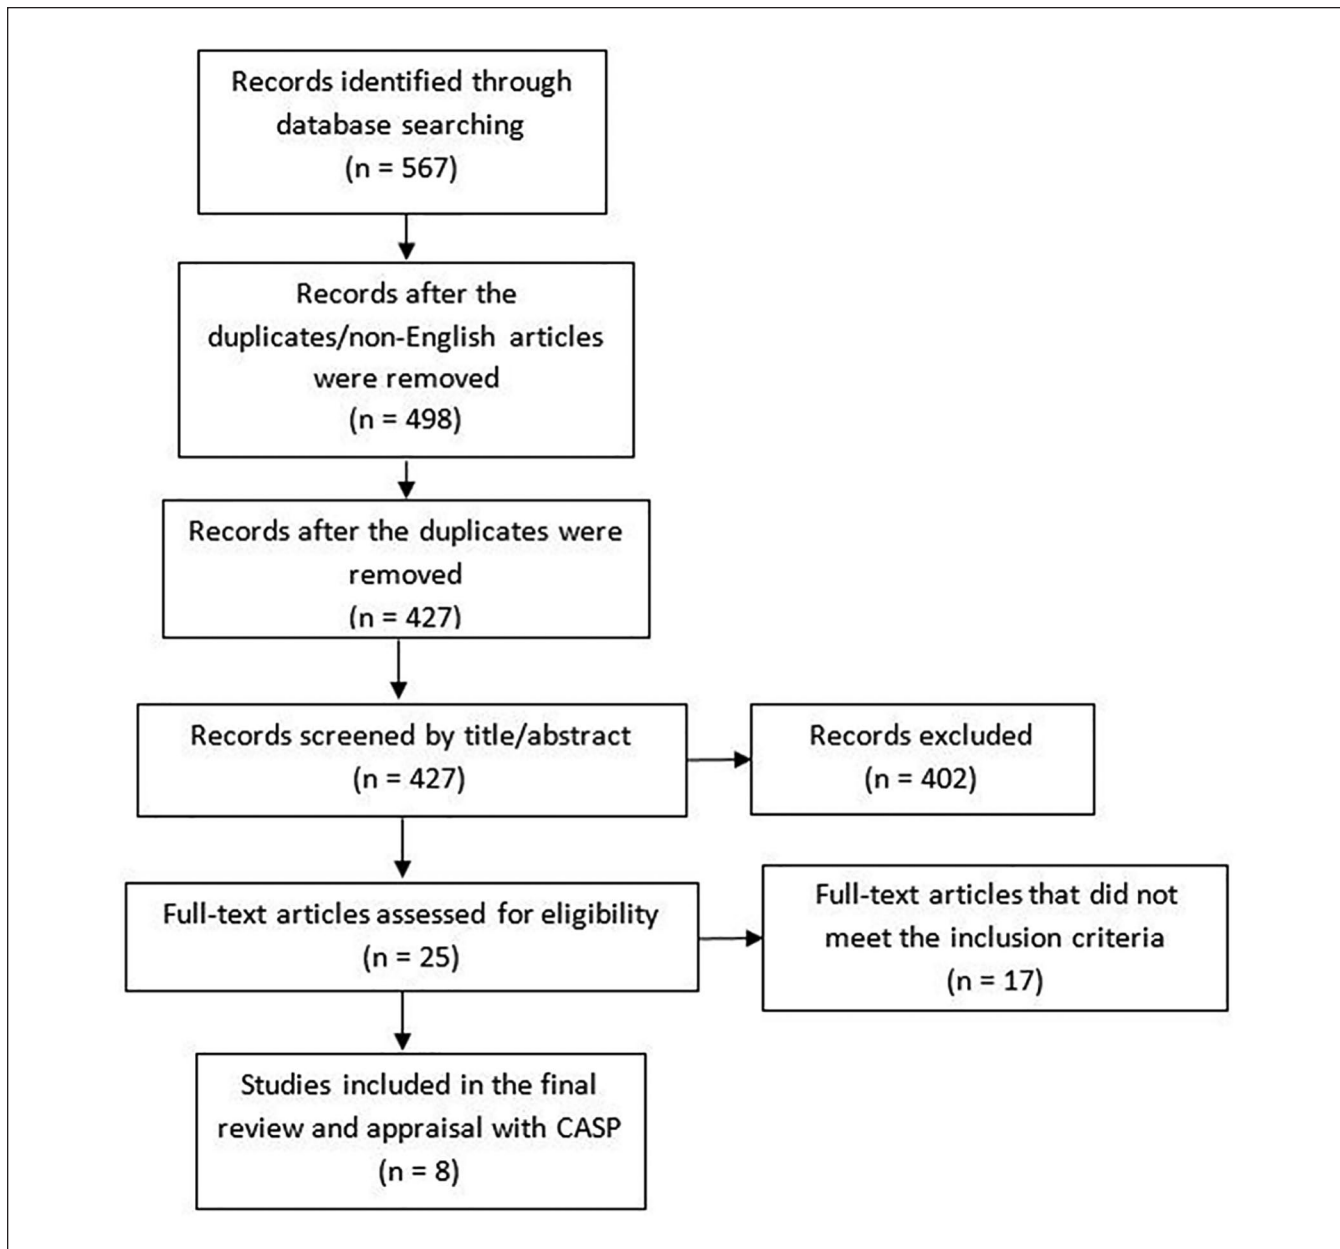 Records identified through
database searching
(n = 567)
Records after the
duplicates/non-English articles
were removed
(n = 498)
Records after the duplicates were
removed
(n = 427)
Records screened by title/abstract
(n = 427)
Records excluded
(n = 402)
Full-text articles assessed for eligibility
(n = 25)
Full-text articles that did not
meet the inclusion criteria
(n = 17)
Studies included in the final
review and appraisal with CASP
(n = 8)